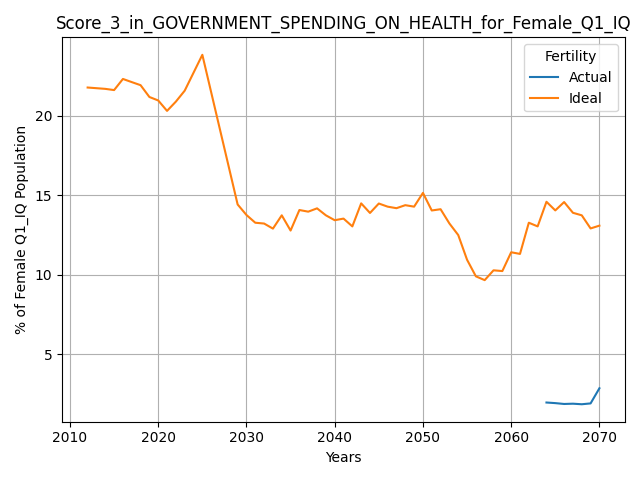 Score_3_in_GOVERNMENT_SPENDING_ON_HEALTH_for_Female_Q1_IQ
Fertility
Actual
Ideal
% of Female Q1_IQ Population
20
15
10
5
2010 2020 2030 2040 2050 2060 2070
Years